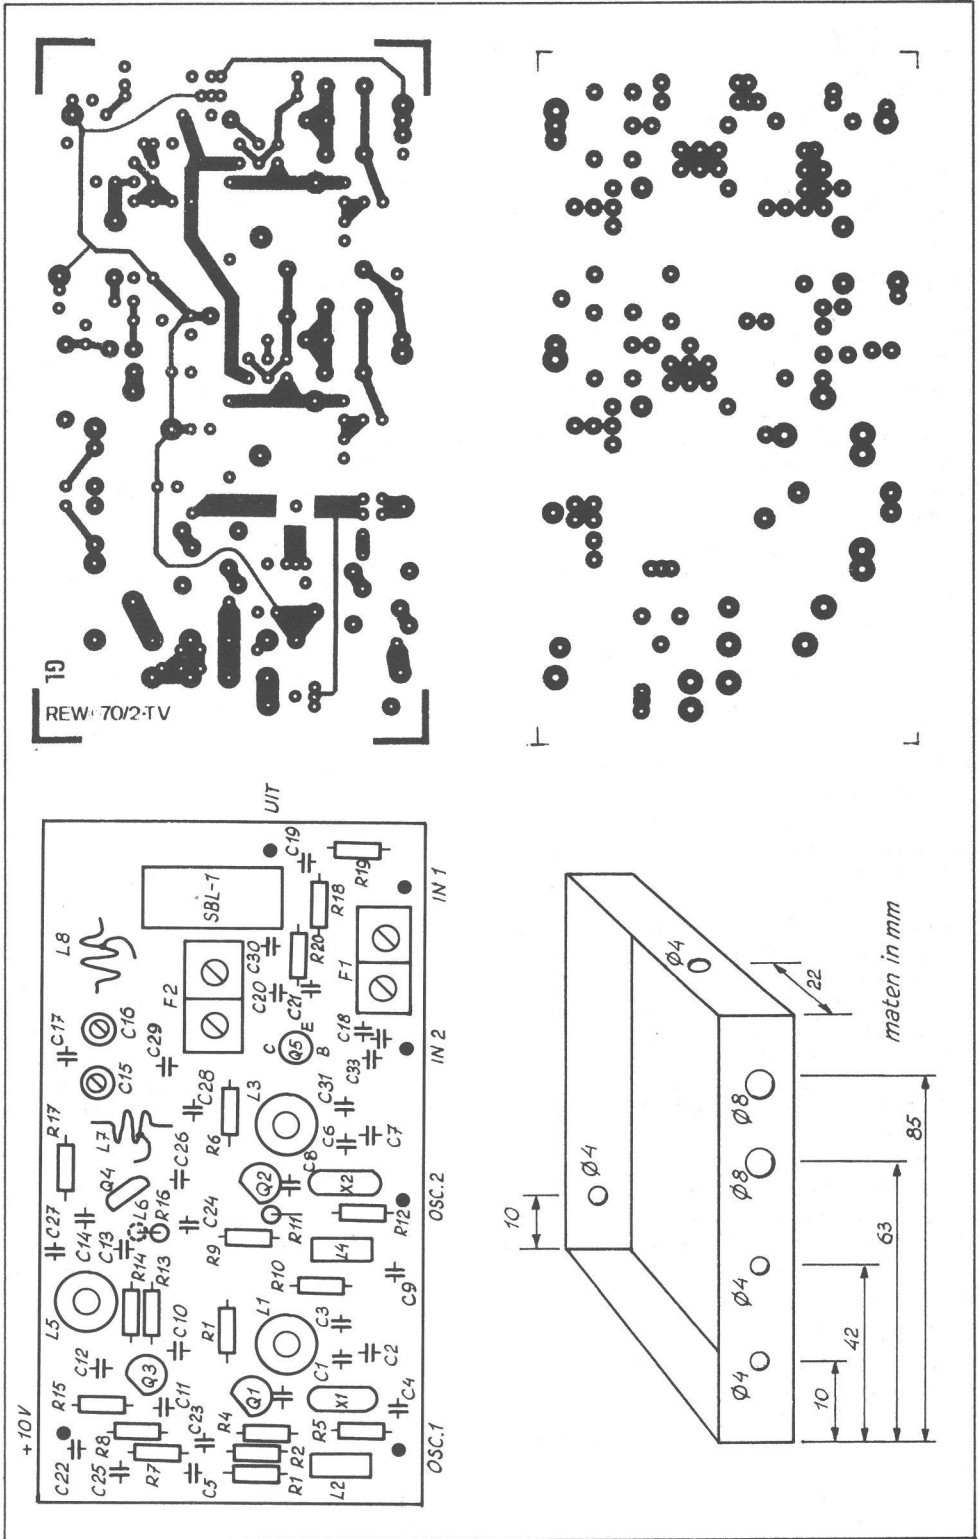 GL
REW 70/2-TV
+10V
UIT
OSC.1
OSC.2
IN 2
IN 1
C22
C25
R15
C12
L5
C27
R17
C17
L8
R8
R7
Q3
C11
C10
R14
R13
C13
C14
L6
R16
Q4
L7
C15
C16
C29
F2
SBL-1
C5
C23
R4
R1
R9
C24
C26
C28
R6
L3
C30
C20
C21
R20
C19
R18
R19
R1
R2
Q1
L1
R10
R11
Q2
C8
C6
C31
C
Q5
E
B
C18
C33
F1
L2
R5
X1
C1
C3
C2
C4
L4
R12
C9
X2
C7
10
Ø4
Ø4
22
maten in mm
Ø4
Ø4
Ø8
Ø8
10
42
63
85